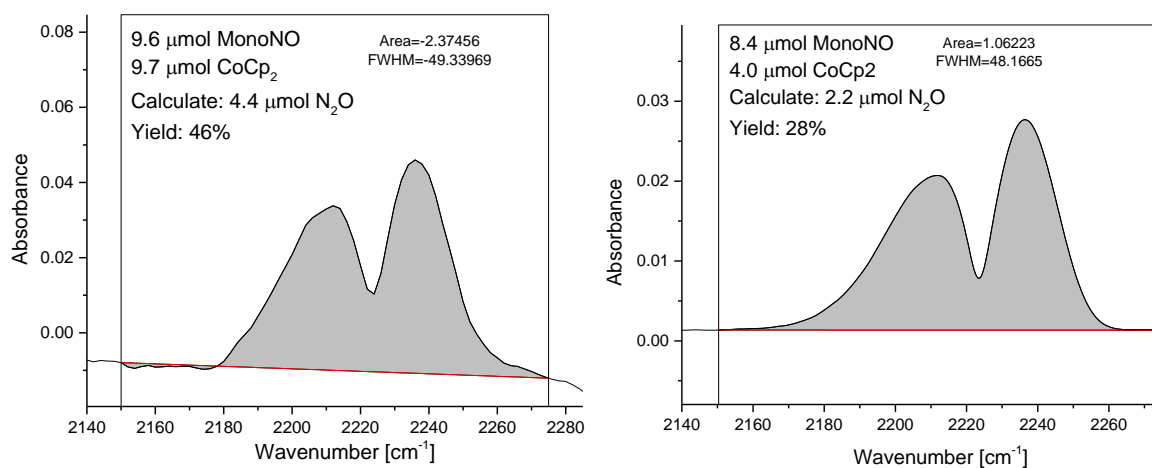 9.6 μmol MonoNO
9.7 μmol CoCp₂
Calculate: 4.4 μmol N₂O
Yield: 46%
Area=-2.37456
FWHM=-49.33969
0.08
0.06
0.04
0.02
0.00
Absorbance
2140 2160 2180 2200 2220 2240 2260 2280
Wavenumber [cm⁻¹]
8.4 μmol MonoNO
4.0 μmol CoCp2
Calculate: 2.2 μmol N₂O
Yield: 28%
Area=1.06223
FWHM=48.1665
0.03
0.02
0.01
0.00
Absorbance
2140 2160 2180 2200 2220 2240 2260
Wavenumber [cm⁻¹]